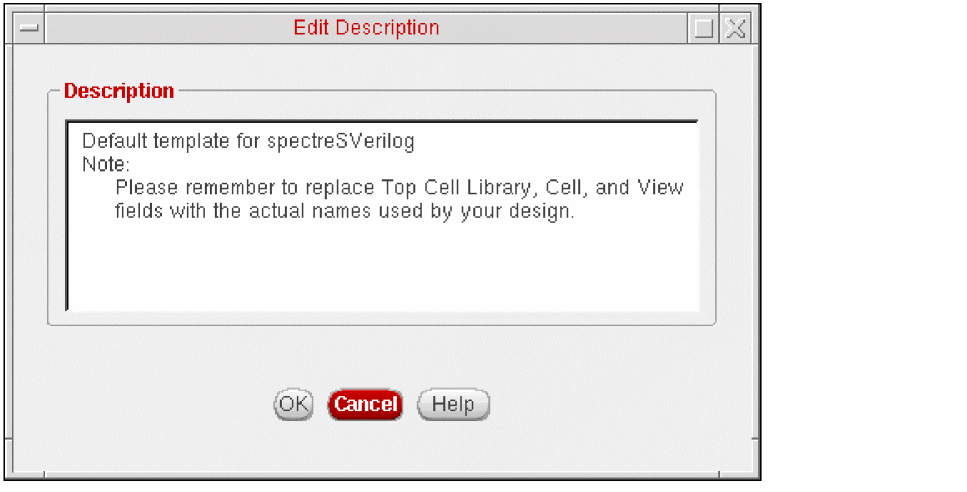 Edit Description
Description
Default template for spectreSVerilog
Note:
Please remember to replace Top Cell Library, Cell, and View
fields with the actual names used by your design.
OK Cancel Help